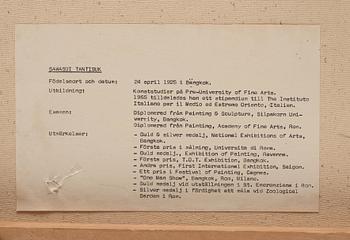 SAWASDI TANTISUK
Födelseort och datum: 24 april 1925 i Bangkok.
Utbildning: Konststudier på Pre-University of Fine Arts.
1955 tilldelades han ett stipendium till The Instituto
Italiano per il Medio ed Estremo Oriento, Italien.
Examen: Diplomerad från Painting & Sculpture, Silpakorn Uni-
versity, Bangkok.
Diplomerad från Painting, Academy of Fine Arts, Rom.
Utmärkelser: - Guld & silver medalj, National Exhibitions of Arts,
Bangkok.
- Första pris i målning, Universita di Roma.
- Guld medalj, Exhibition of Painting, Ravenna.
- Första pris, T.O.T. Exhibition, Bangkok.
- Andra pris, First International Exhibition, Saigon.
- Ett pris i Festival of Painting, Cagnes.
- "One Man Show", Bangkok, Rom, Milano.
- Guld medalj vid utställningen i St. Emerenziana i Rom.
- Silver medalj i färdighet att måla vid Zoological
Garden i Rom.